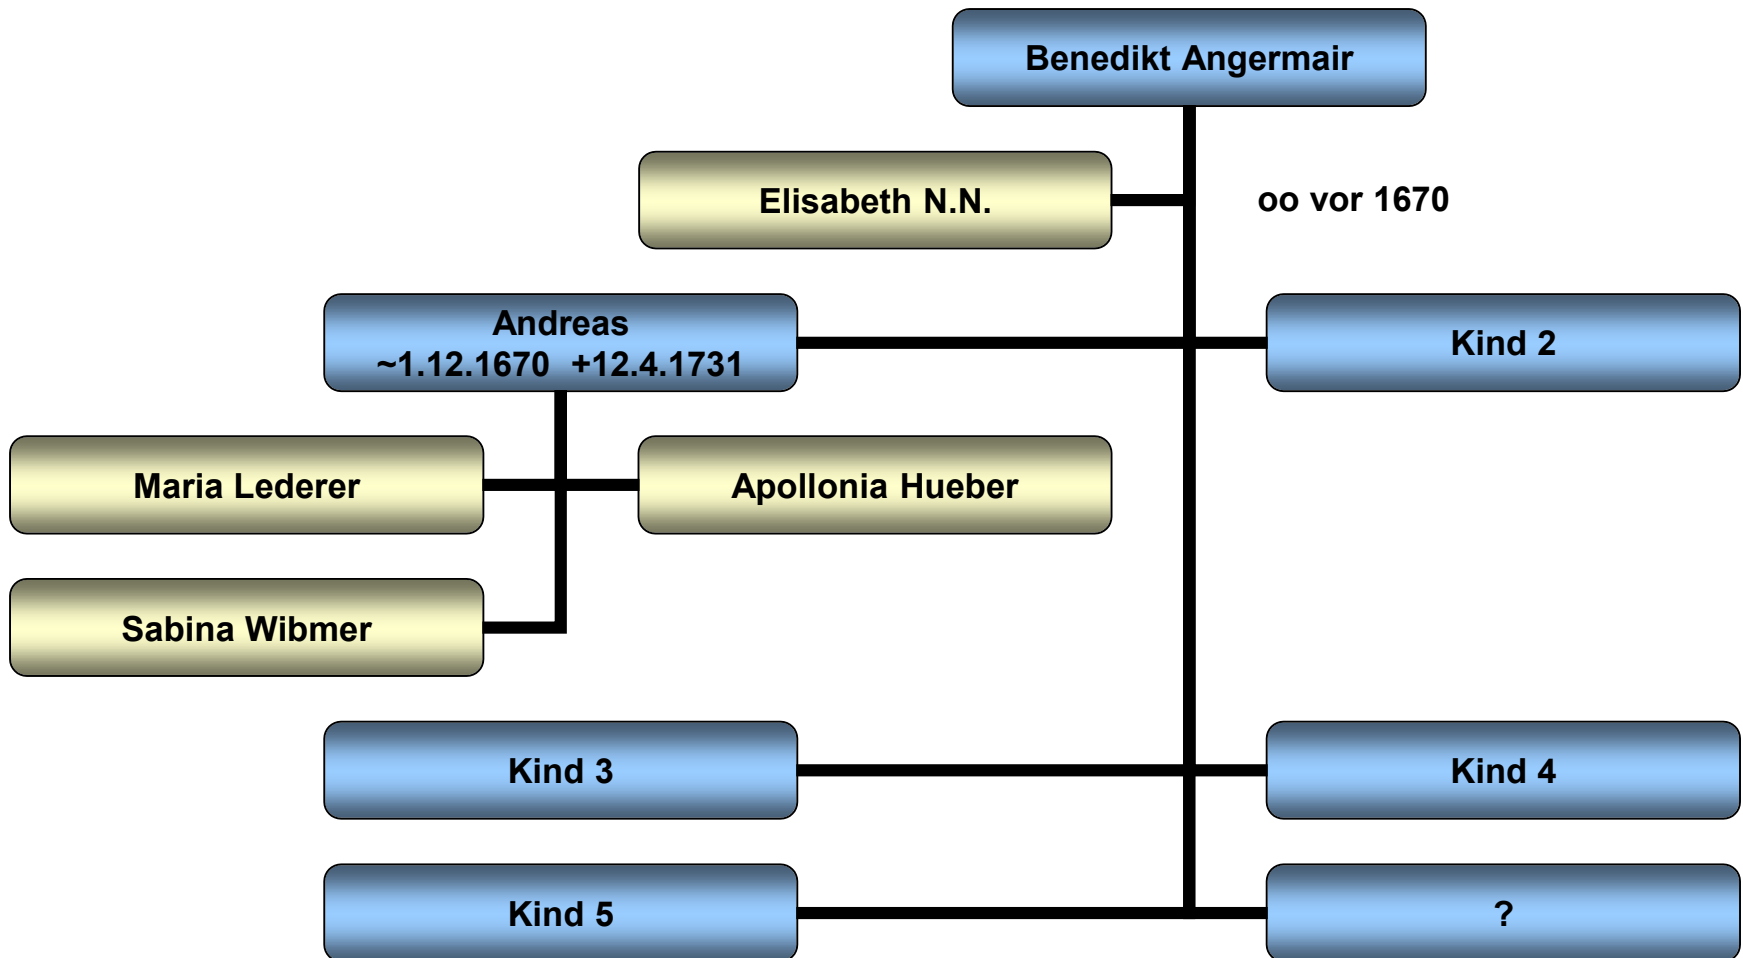 Benedikt Angermair
Elisabeth N.N.
oo vor 1670
Andreas
~1.12.1670 +12.4.1731
Kind 2
Maria Lederer
Apollonia Hueber
Sabina Wibmer
Kind 3
Kind 4
Kind 5
?